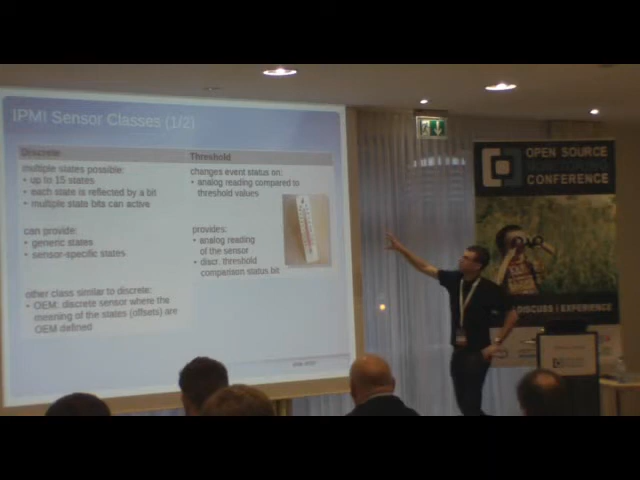 IPMI Sensor Classes (1/2)
Discrete
multiple states possible:
• up to 15 states
• each state is reflected by a bit
• multiple state bits can active
can provide:
• generic states
• sensor-specific states
other class similar to discrete:
• OEM: discrete sensor where the
meaning of the states (offsets) are
OEM defined
Threshold
changes event status on:
• analog reading compared to
threshold values
provides:
• analog reading
of the sensor
• discr. threshold
comparison status bit
OPEN SOURCE
CONFERENCE
DISCUSS | EXPERIENCE